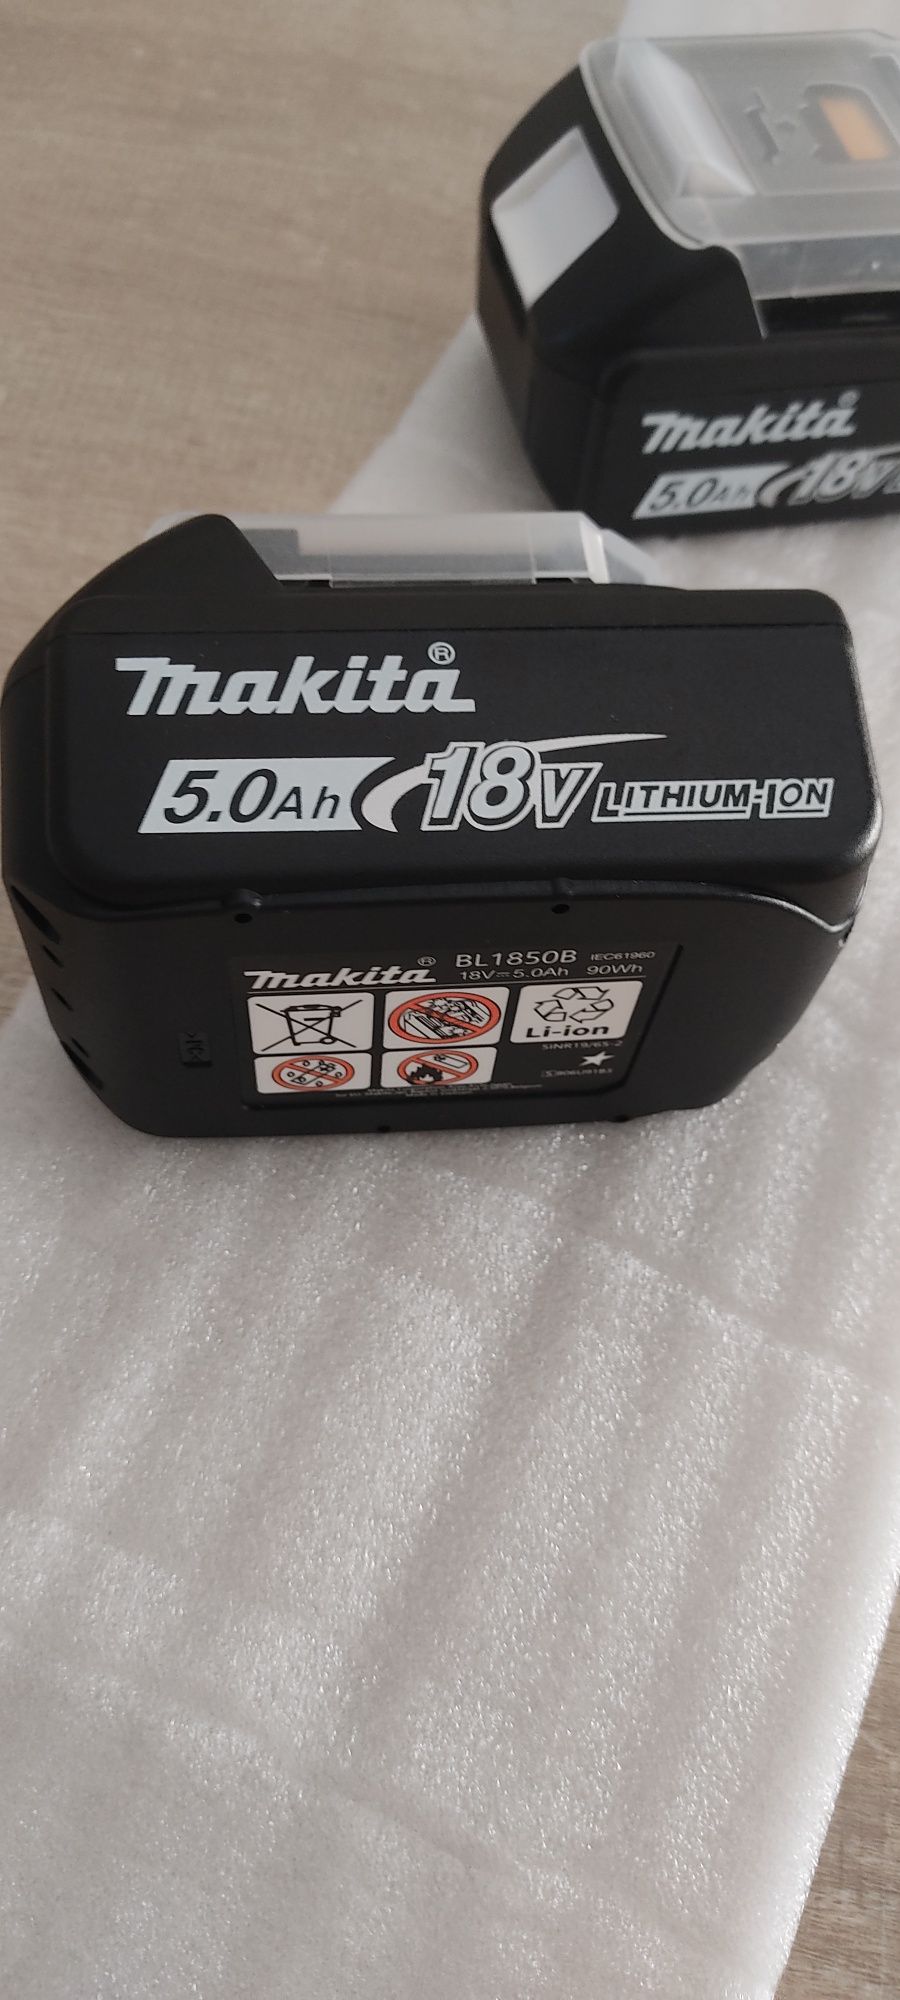 makita®
5.0Ah 18V
makita®
5.0Ah 18V LITHIUM-ION
makita® BL1850B IEC61960
18V⎓5.0Ah 90Wh
Li-ion
5INR19/65-2